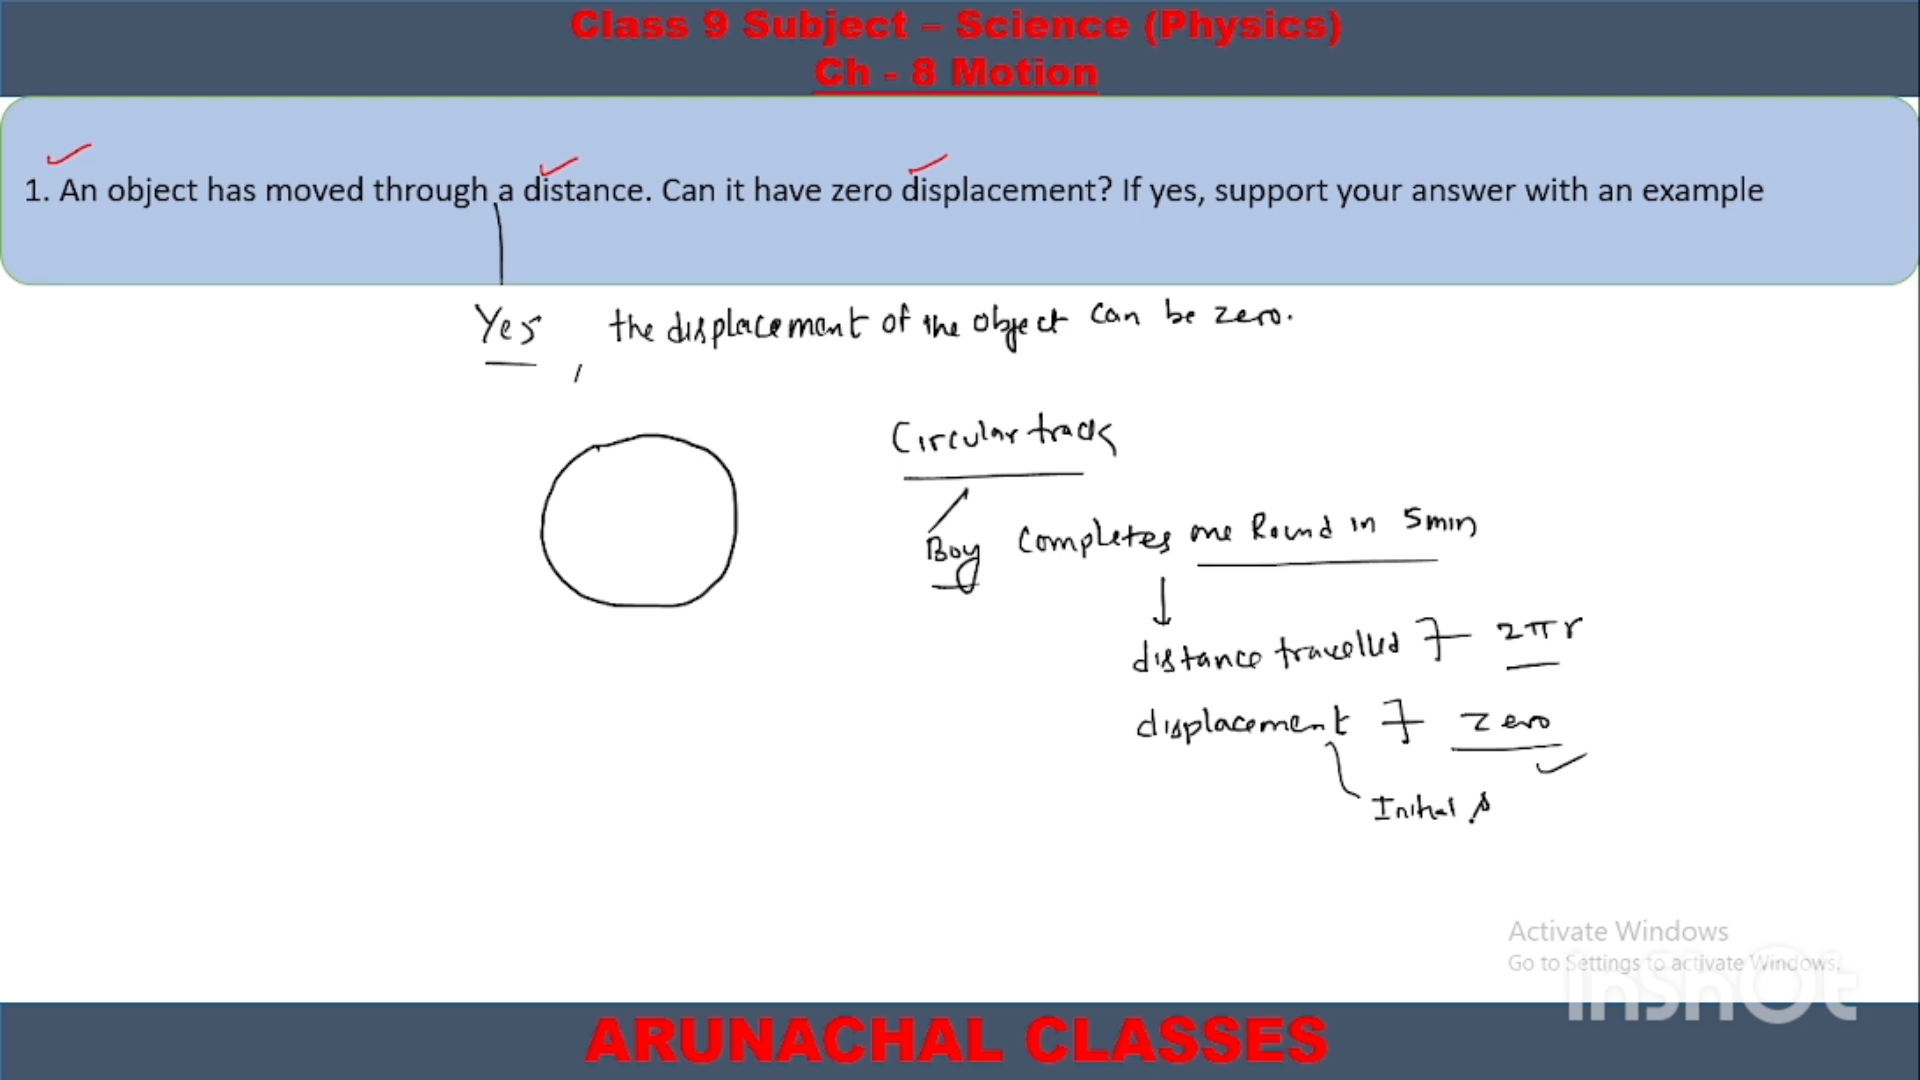 Class 9 Subject – Science (Physics)
Ch - 8 Motion
1. An object has moved through a distance. Can it have zero displacement? If yes, support your answer with an example
Yes, the displacement of the object can be zero.
Circular track
Boy completes one Round in 5 min
distance travelled 2πr
displacement zero
Initial
Activate Windows
Go to Settings to activate Windows.
InShOt
ARUNACHAL CLASSES